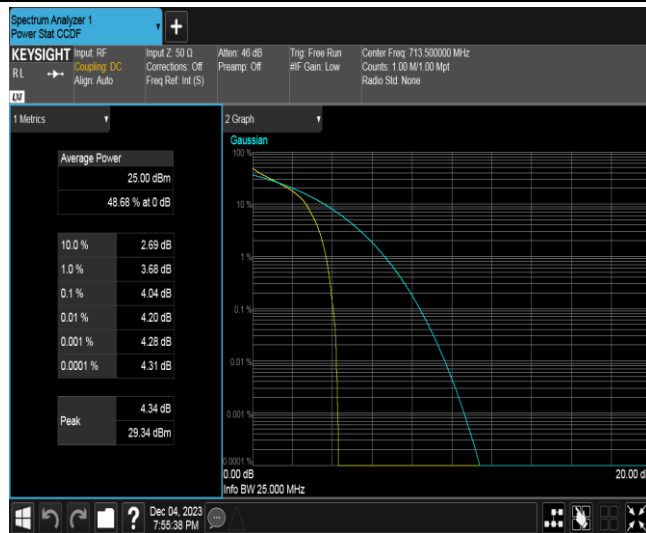 Spectrum Analyzer 1
Power Stat CCDF
+
KEYSIGHT
RL
Input: RF
Coupling: DC
Align: Auto
Input Z: 50 Ω
Corrections: Off
Freq Ref: Int (S)
Atten: 46 dB
Preamp: Off
Trig: Free Run
#IF Gain: Low
Center Freq: 713.500000 MHz
Counts: 1.00 M/1.00 Mpt
Radio Std: None
LXI
1 Metrics
Average Power
25.00 dBm
48.68 % at 0 dB
10.0 % 2.69 dB
1.0 % 3.68 dB
0.1 % 4.04 dB
0.01 % 4.20 dB
0.001 % 4.28 dB
0.0001 % 4.31 dB
Peak
4.34 dB
29.34 dBm
2 Graph
Gaussian
100 %
10 %
1 %
0.1 %
0.01 %
0.001 %
0.0001 %
0.00 dB
20.00 d
Info BW 25.000 MHz
?
Dec 04, 2023
7:55:38 PM